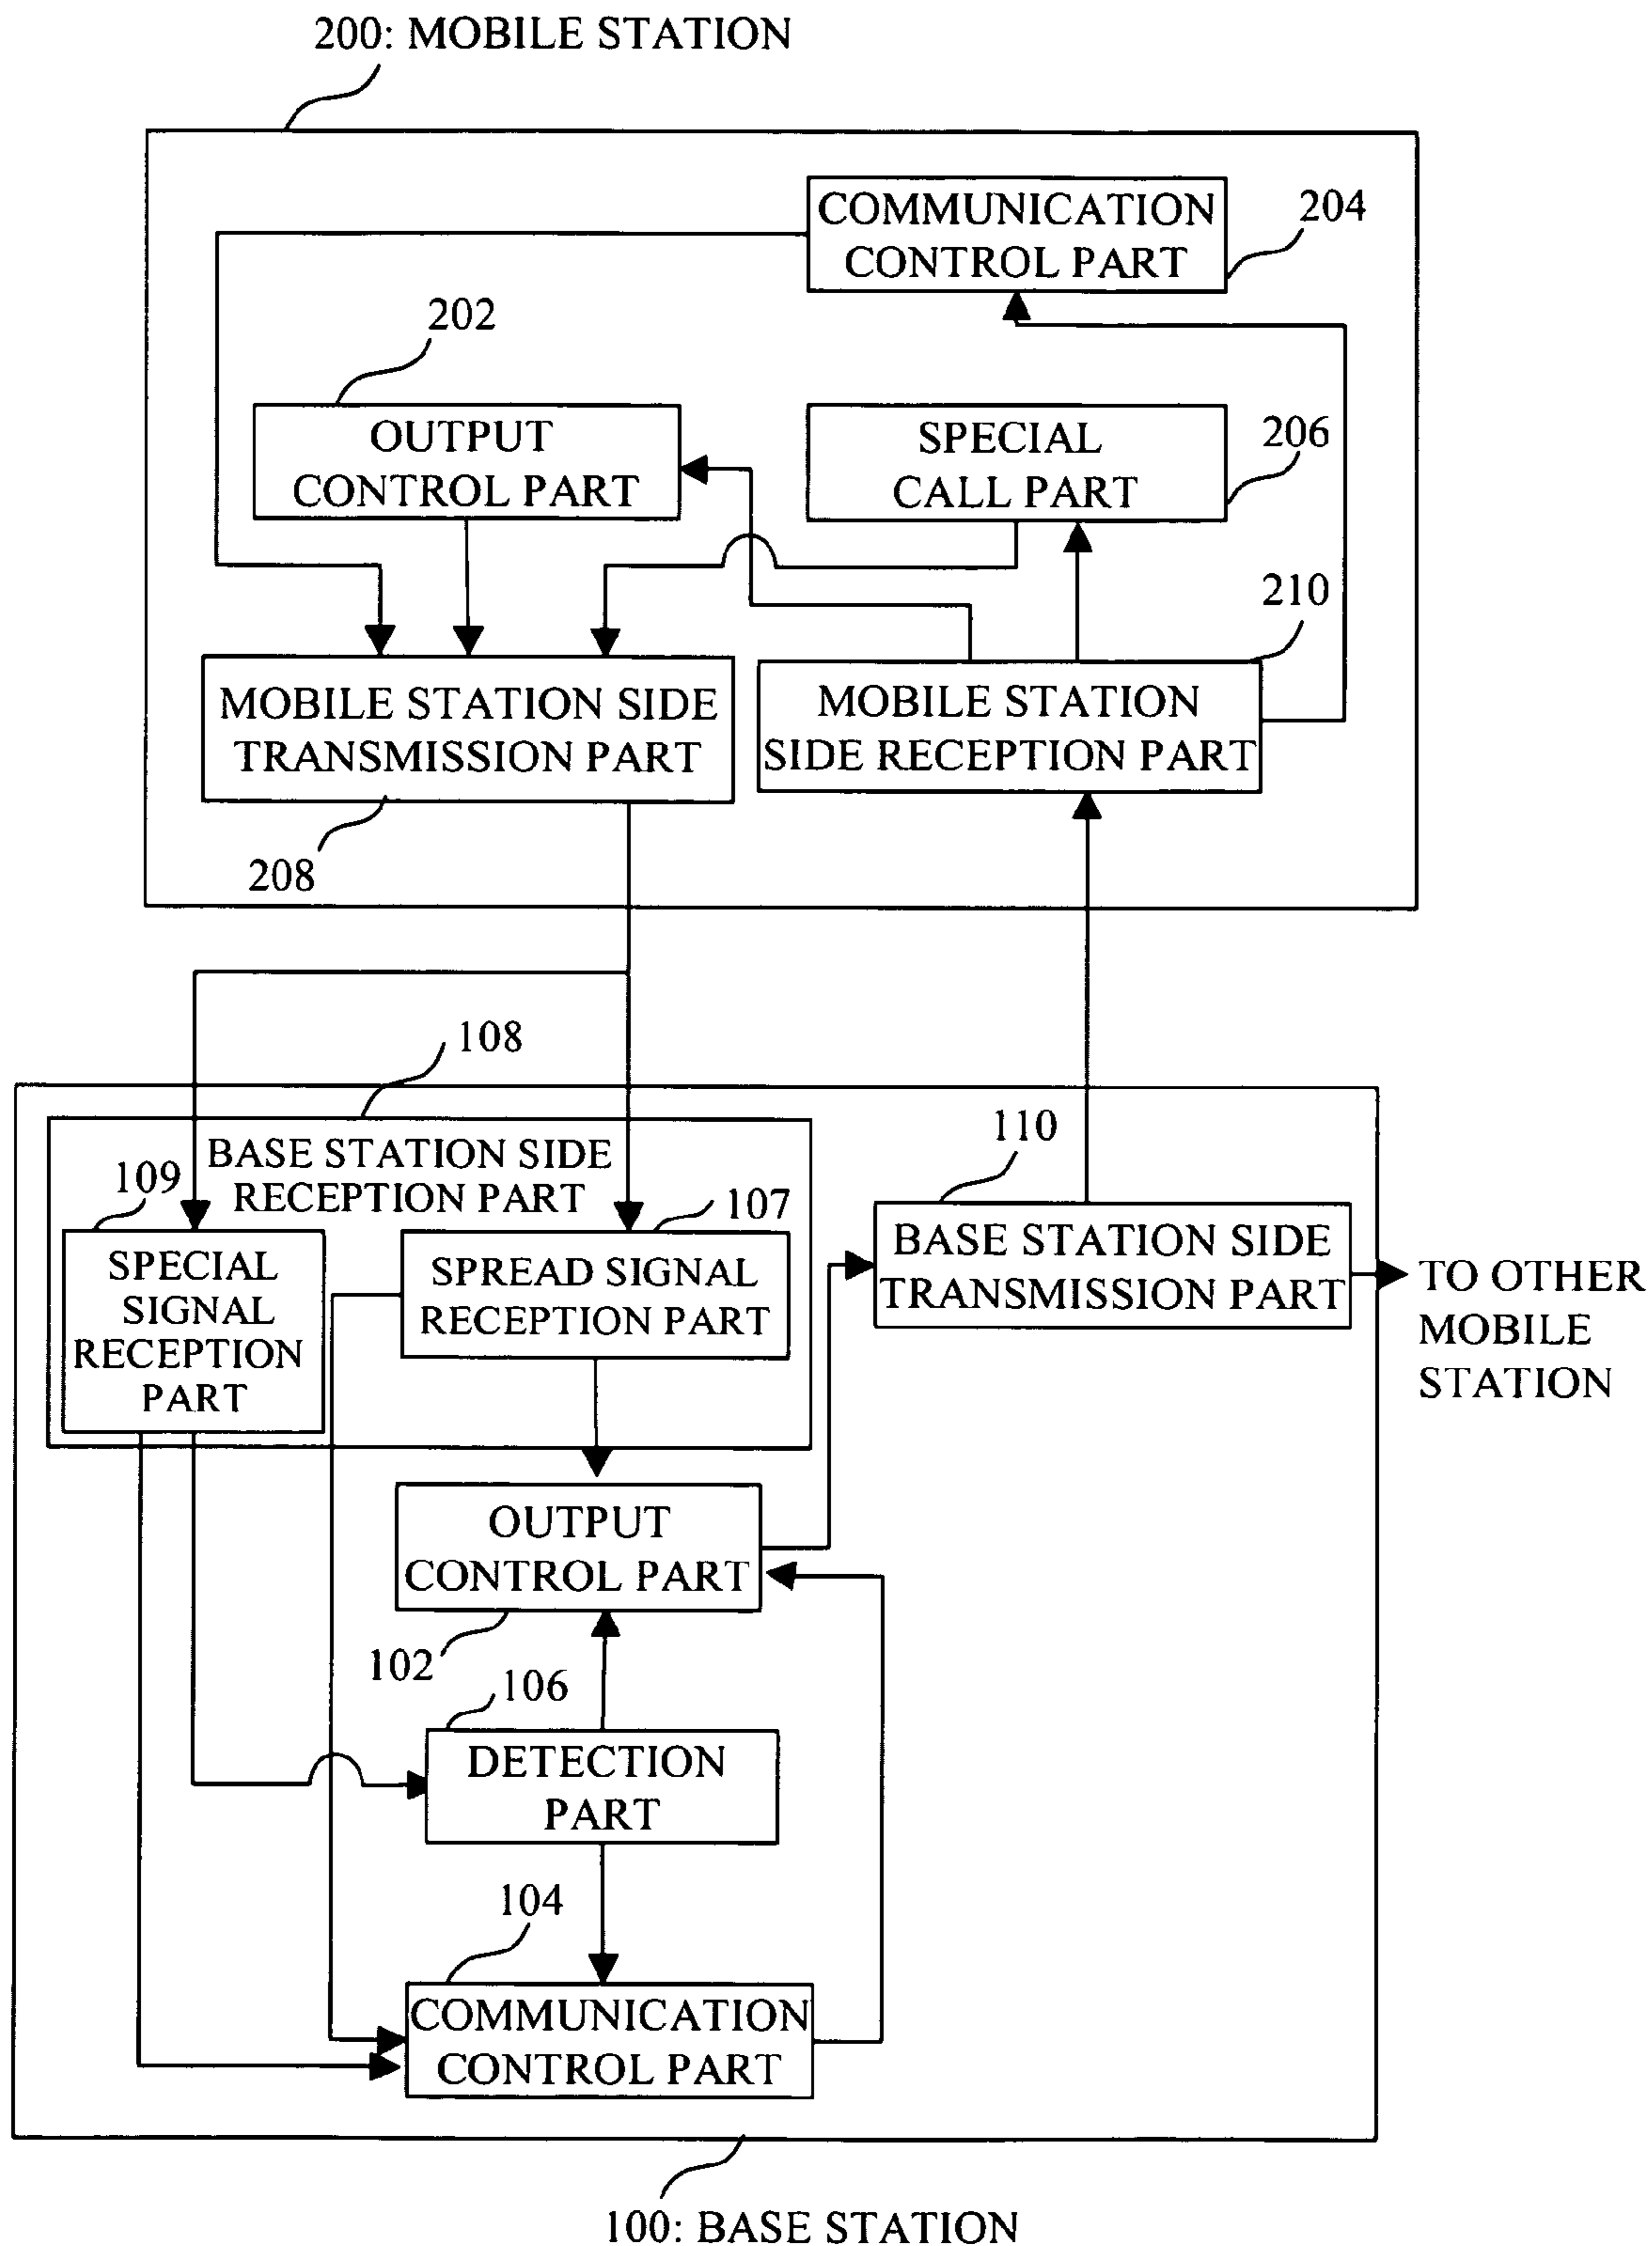 200: MOBILE STATION
COMMUNICATION
CONTROL PART
204
202
OUTPUT
CONTROL PART
SPECIAL
CALL PART
206
210
MOBILE STATION SIDE
TRANSMISSION PART
MOBILE STATION
SIDE RECEPTION PART
208
108
110
BASE STATION SIDE
RECEPTION PART
109
107
SPECIAL
SIGNAL
RECEPTION
PART
SPREAD SIGNAL
RECEPTION PART
BASE STATION SIDE
TRANSMISSION PART
TO OTHER
MOBILE
STATION
OUTPUT
CONTROL PART
102
106
DETECTION
PART
104
COMMUNICATION
CONTROL PART
100: BASE STATION